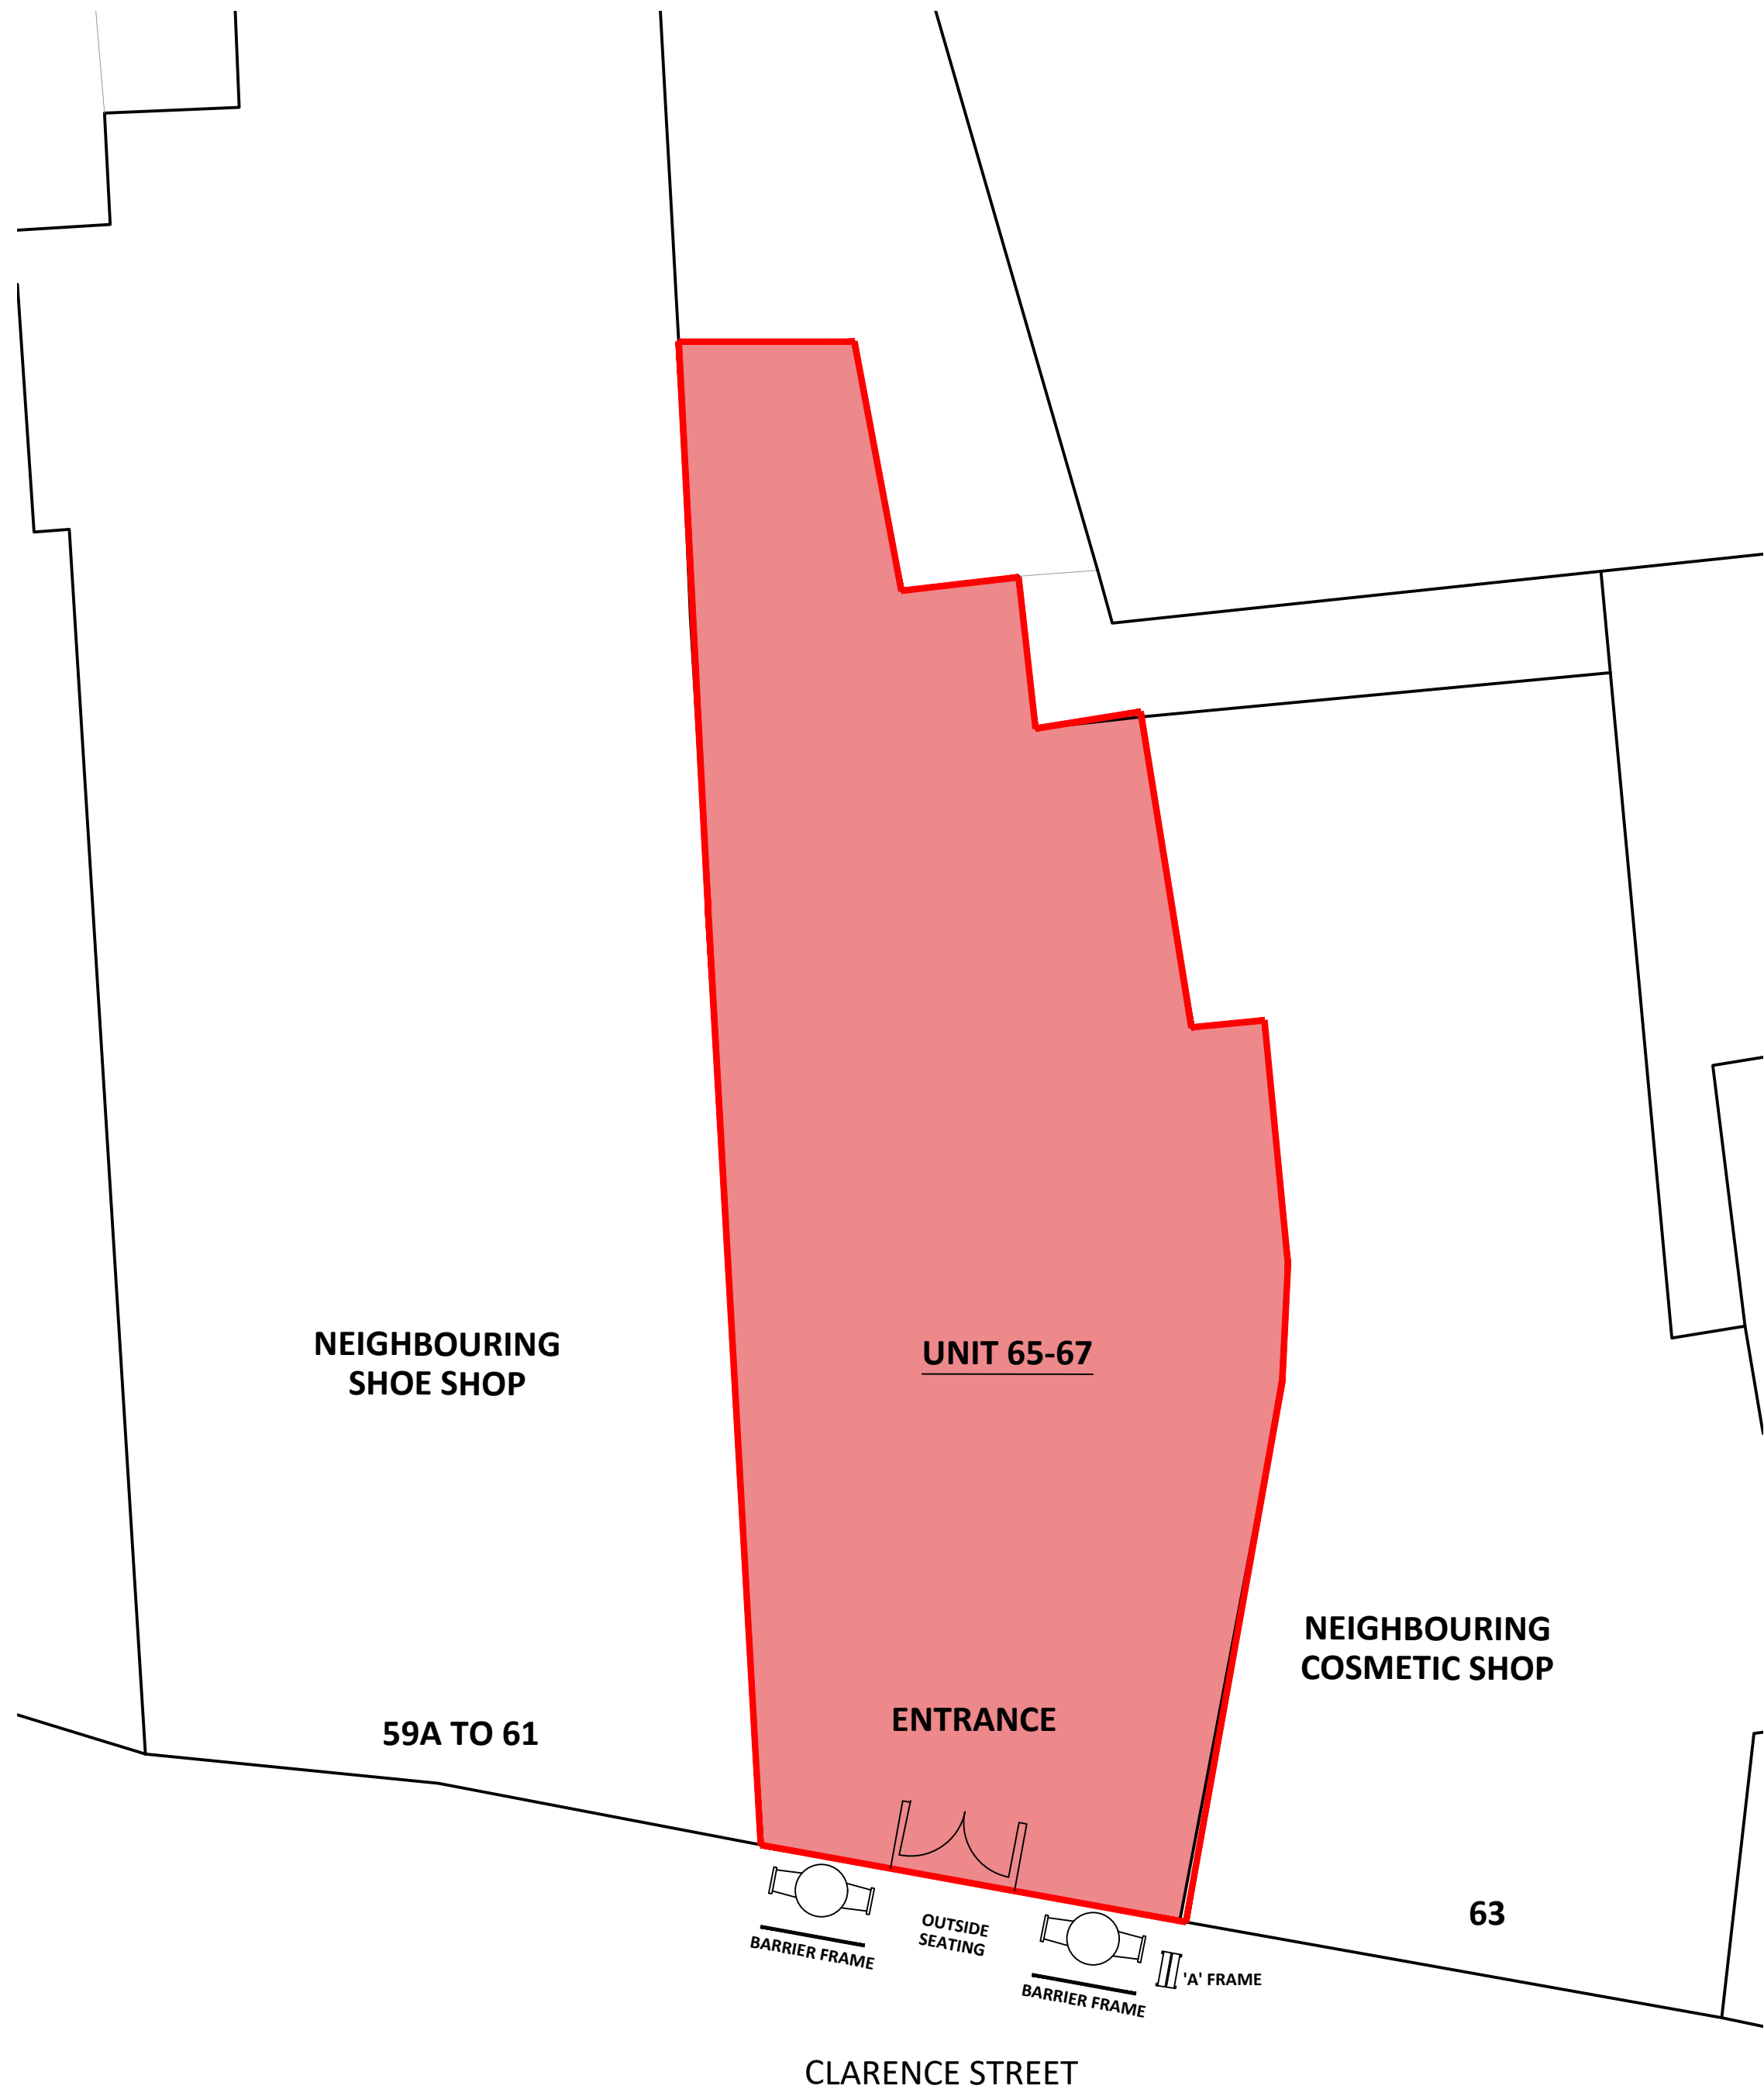 NEIGHBOURING
SHOE SHOP
UNIT 65-67
NEIGHBOURING
COSMETIC SHOP
ENTRANCE
59A TO 61
63
OUTSIDE
SEATING
BARRIER FRAME
'A' FRAME
BARRIER FRAME
CLARENCE STREET